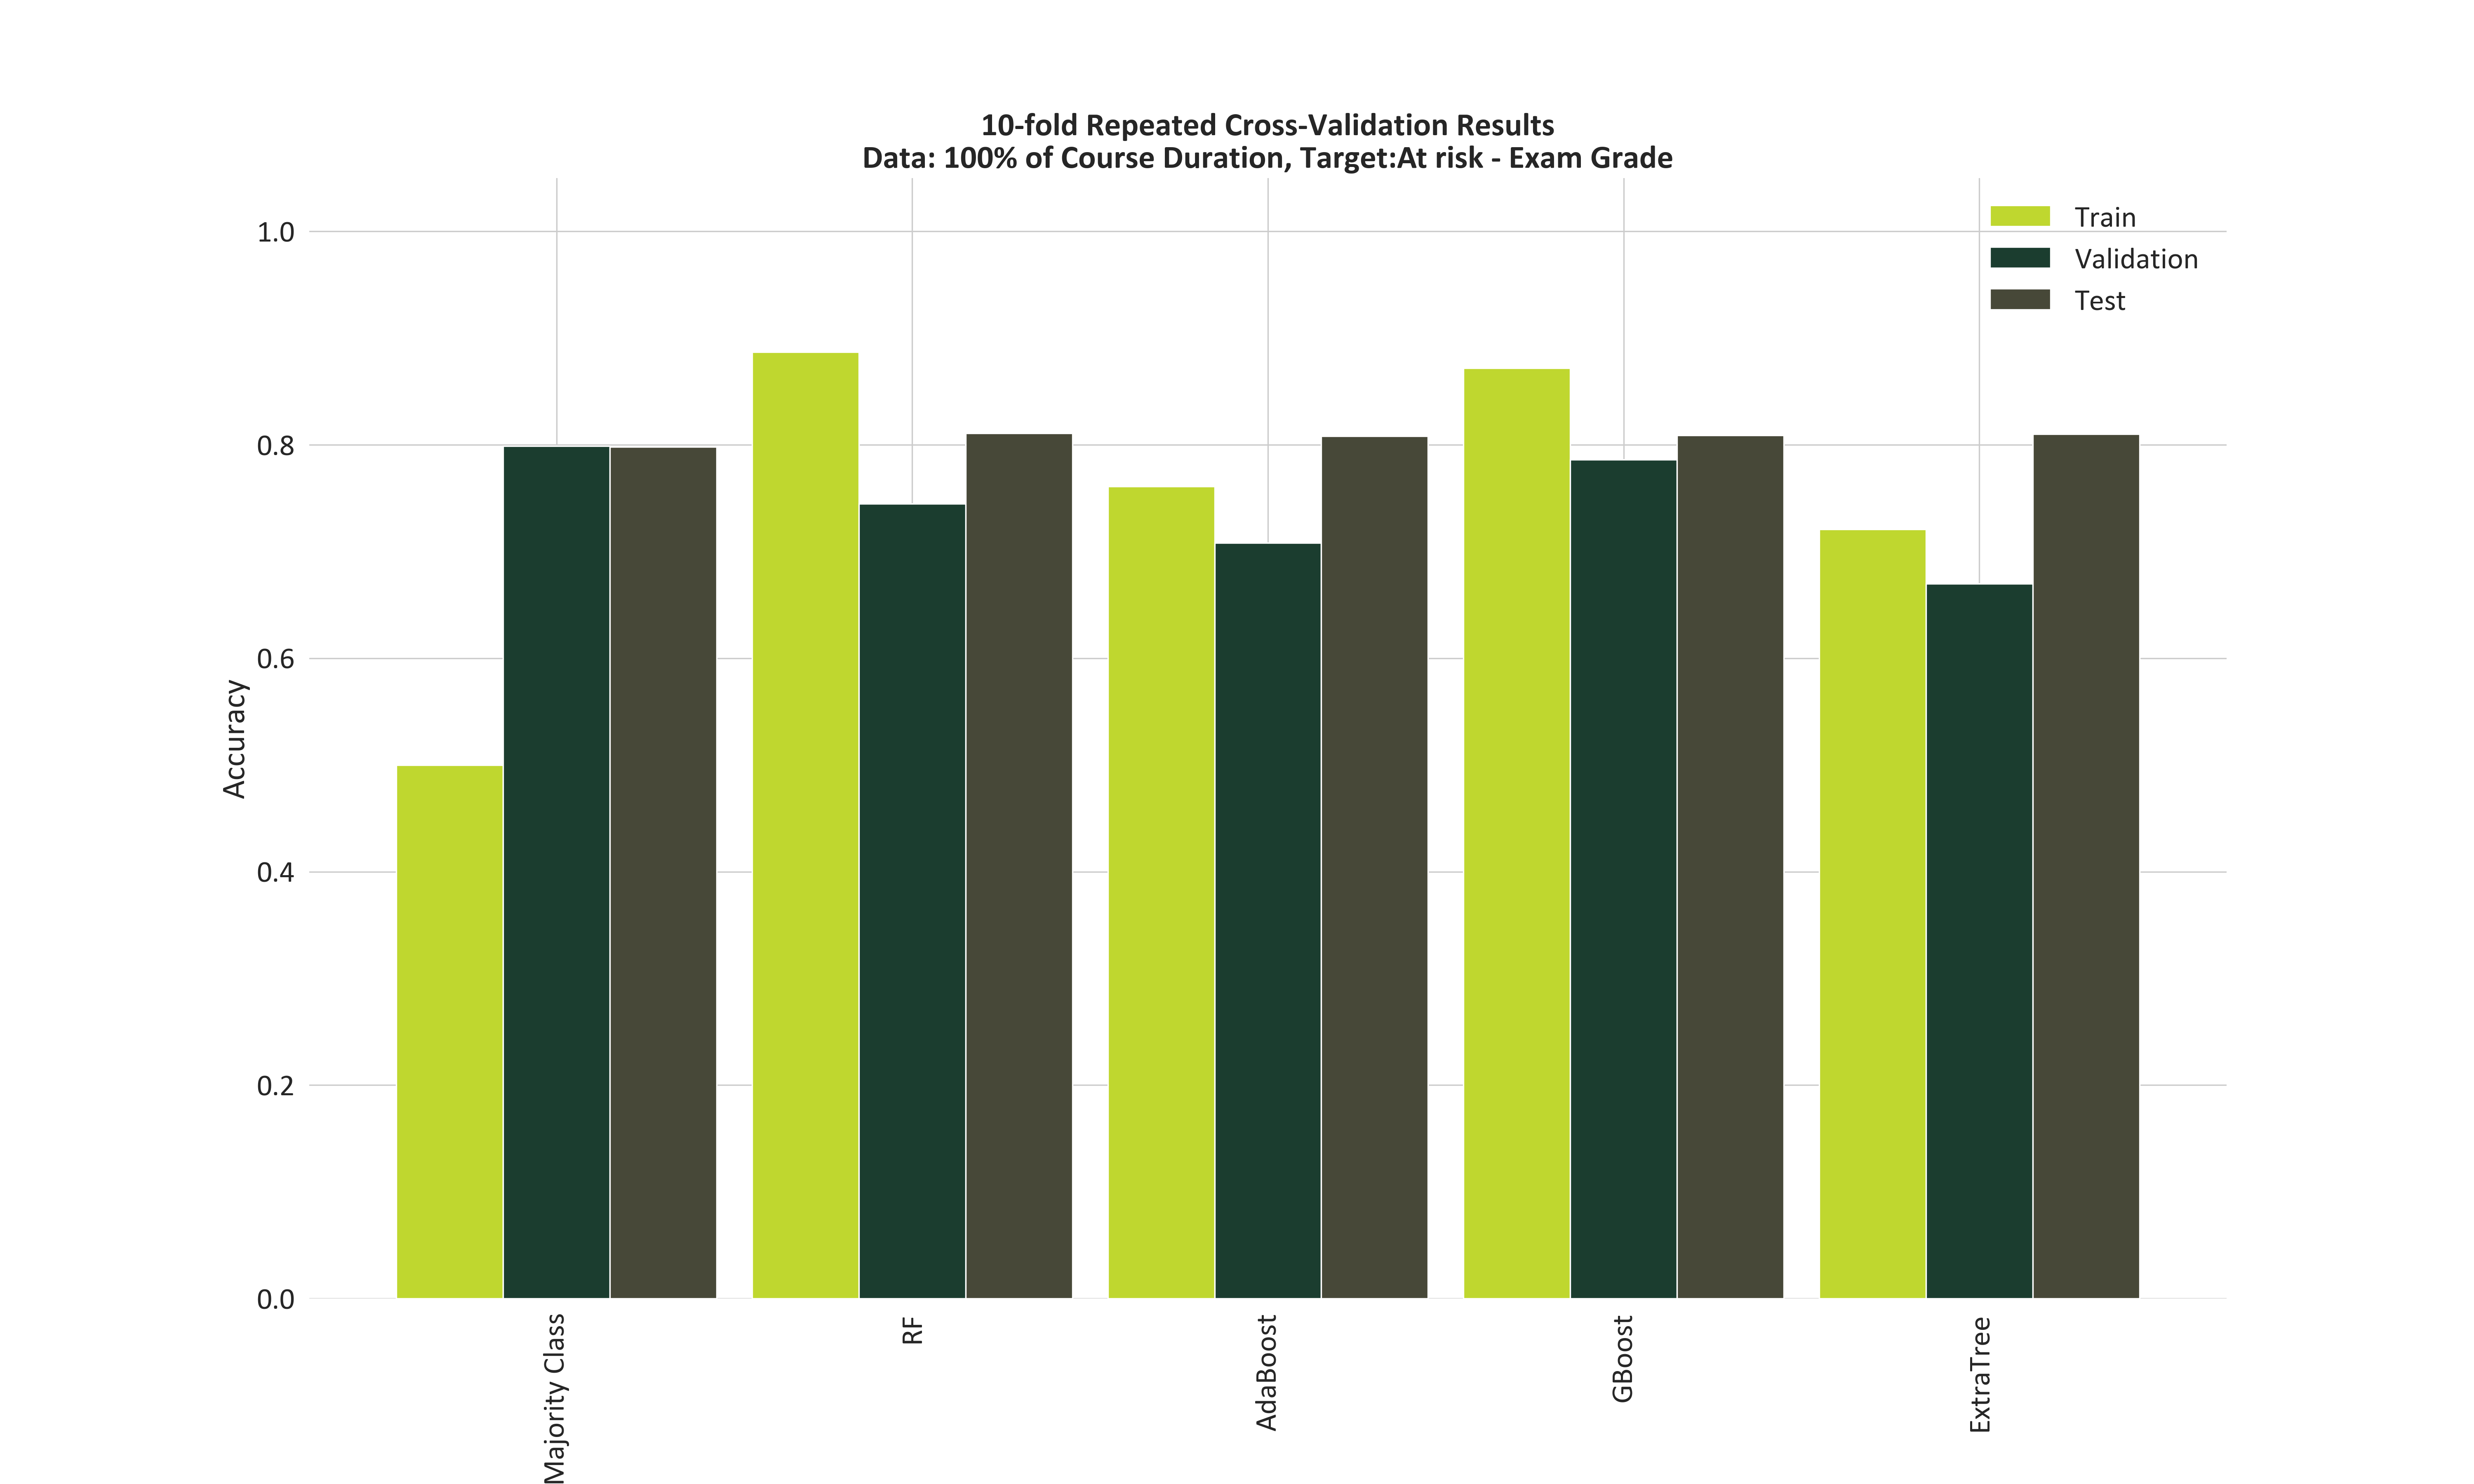 10-fold Repeated Cross-Validation Results
Data: 100% of Course Duration, Target:At risk - Exam Grade
Train
Validation
Test
1.0
0.8
0.6
0.4
0.2
0.0
Accuracy
Majority Class
RF
AdaBoost
GBoost
ExtraTree